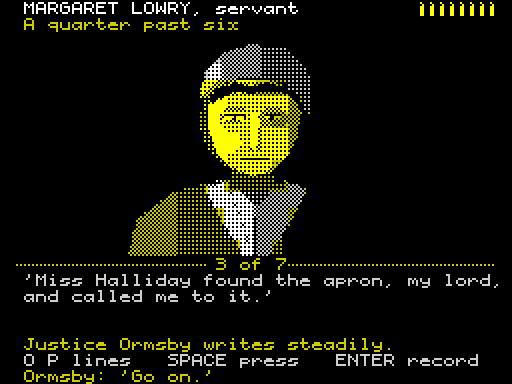 MARGARET LOWRY, servant
A quarter past six
3 of 7
'Miss Halliday found the apron, my lord,
and called me to it.'
Justice Ormsby writes steadily.
O P lines   SPACE press   ENTER record
Ormsby: 'Go on.'